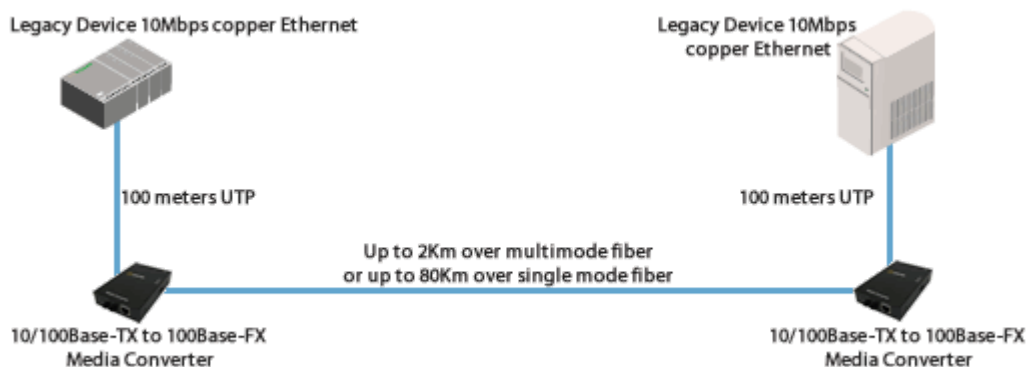 Legacy Device 10Mbps copper Ethernet
Legacy Device 10Mbps
copper Ethernet
100 meters UTP
100 meters UTP
Up to 2Km over multimode fiber
or up to 80Km over single mode fiber
10/100Base-TX to 100Base-FX
Media Converter
10/100Base-TX to 100Base-FX
Media Converter